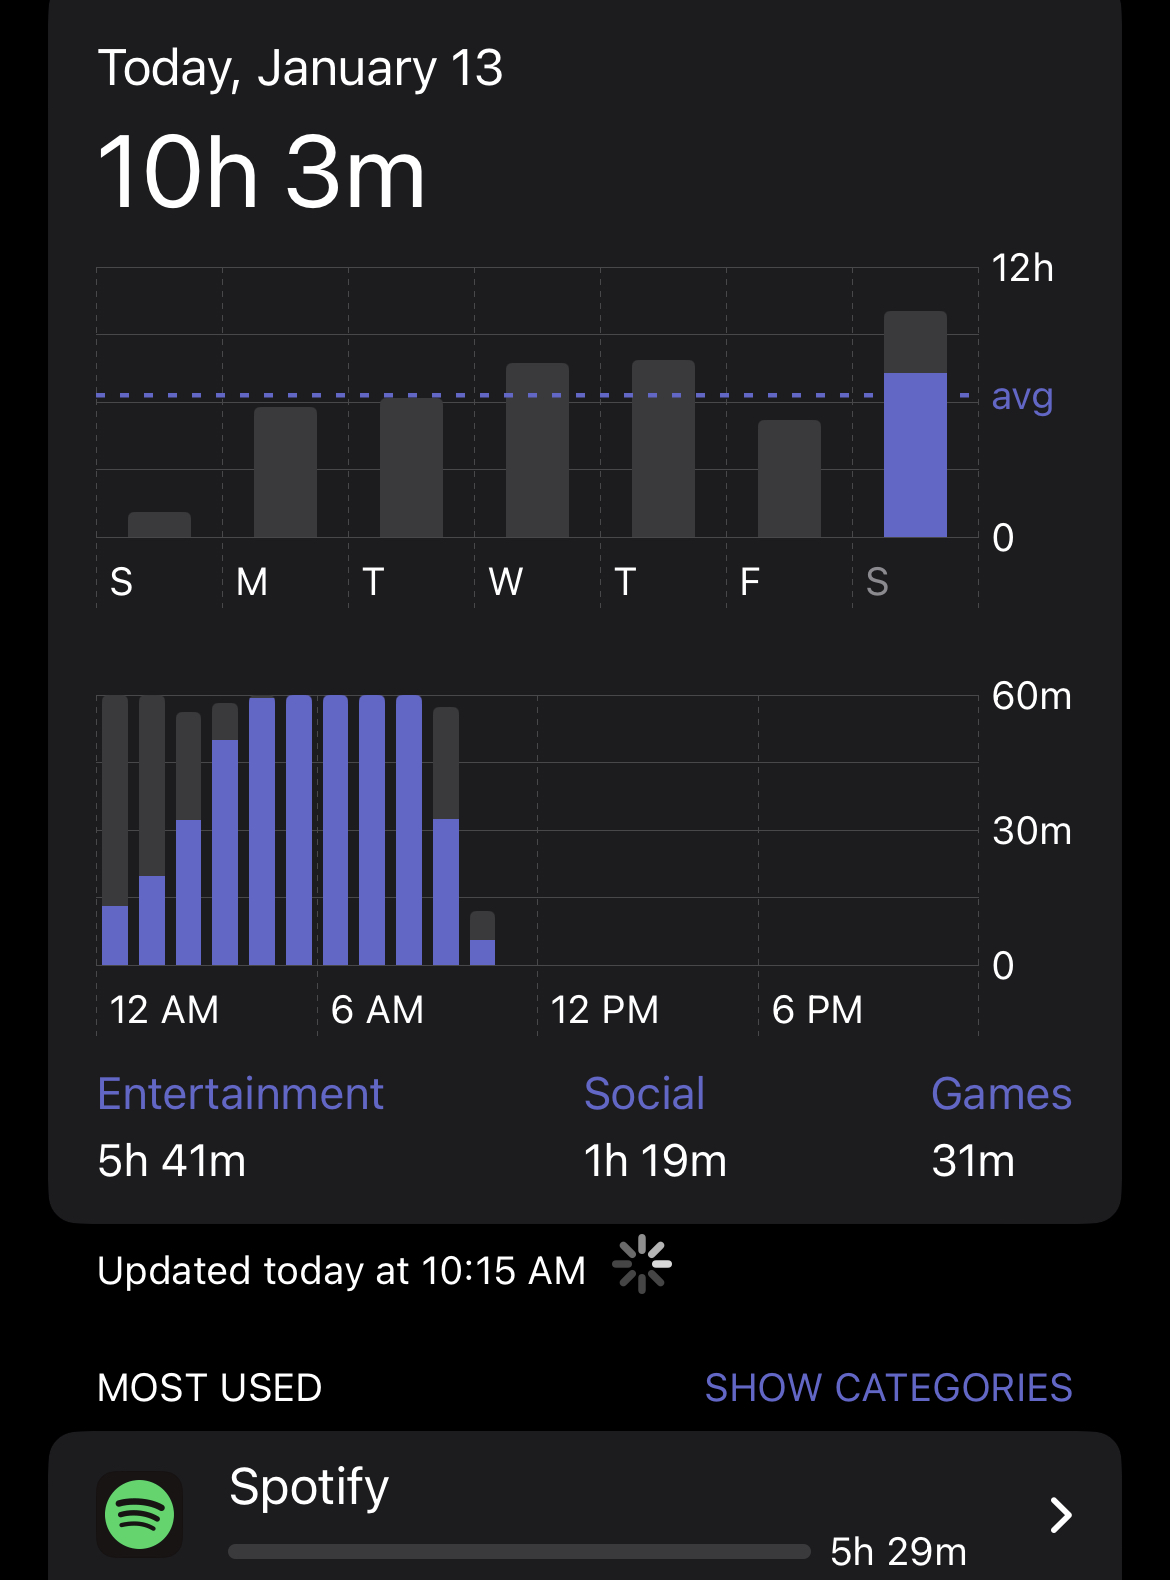 Today, January 13
10h 3m
12h
avg
0
S M T W T F S
60m
30m
0
12 AM 6 AM 12 PM 6 PM
Entertainment Social Games
5h 41m 1h 19m 31m
Updated today at 10:15 AM
MOST USED SHOW CATEGORIES
Spotify
5h 29m